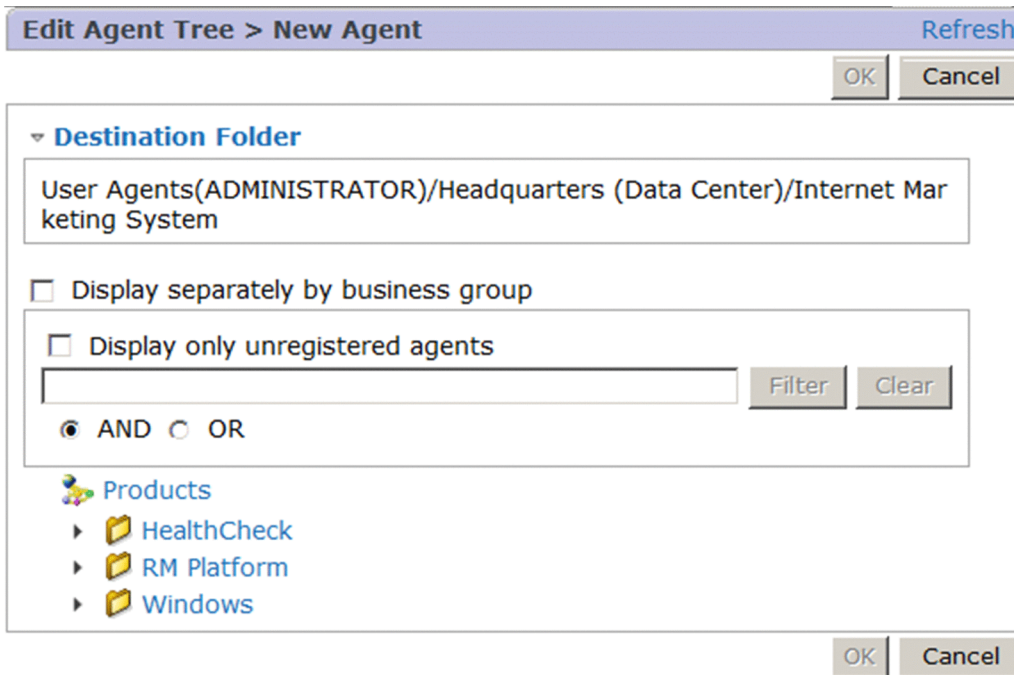 Edit Agent Tree > New Agent Refresh
OK Cancel
Destination Folder
User Agents(ADMINISTRATOR)/Headquarters (Data Center)/Internet Mar
keting System
Display separately by business group
Display only unregistered agents
Filter Clear
AND OR
Products
HealthCheck
RM Platform
Windows
OK Cancel